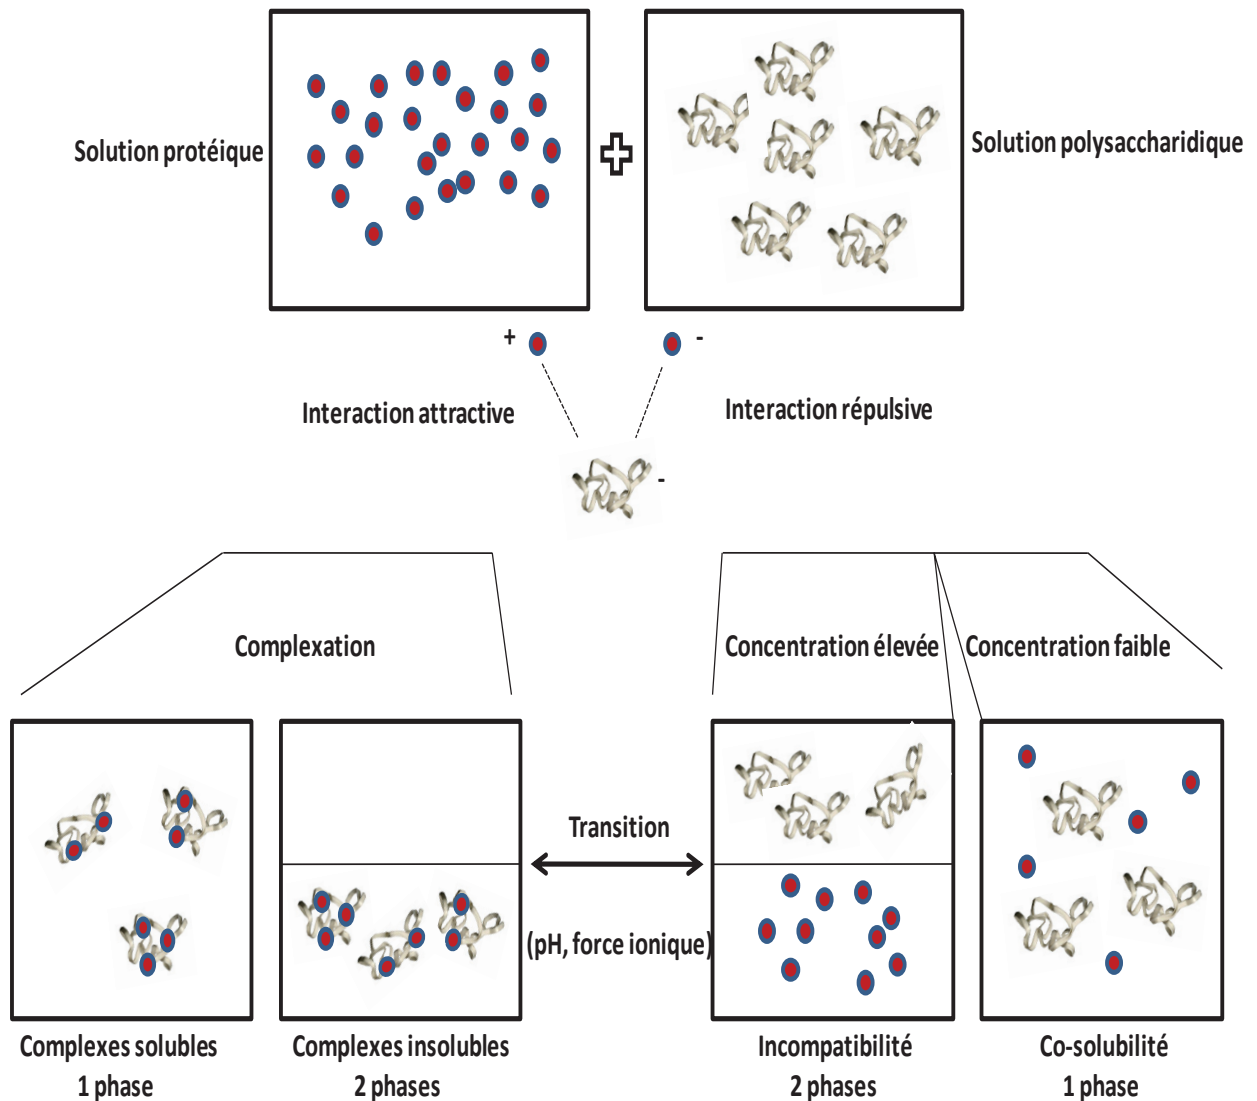 Solution protéique
Solution polysaccharidique
+
-
Interaction attractive
Interaction répulsive
-
Complexation
Concentration élevée
Concentration faible
Transition
(pH, force ionique)
Complexes solubles
1 phase
Complexes insolubles
2 phases
Incompatibilité
2 phases
Co-solubilité
1 phase